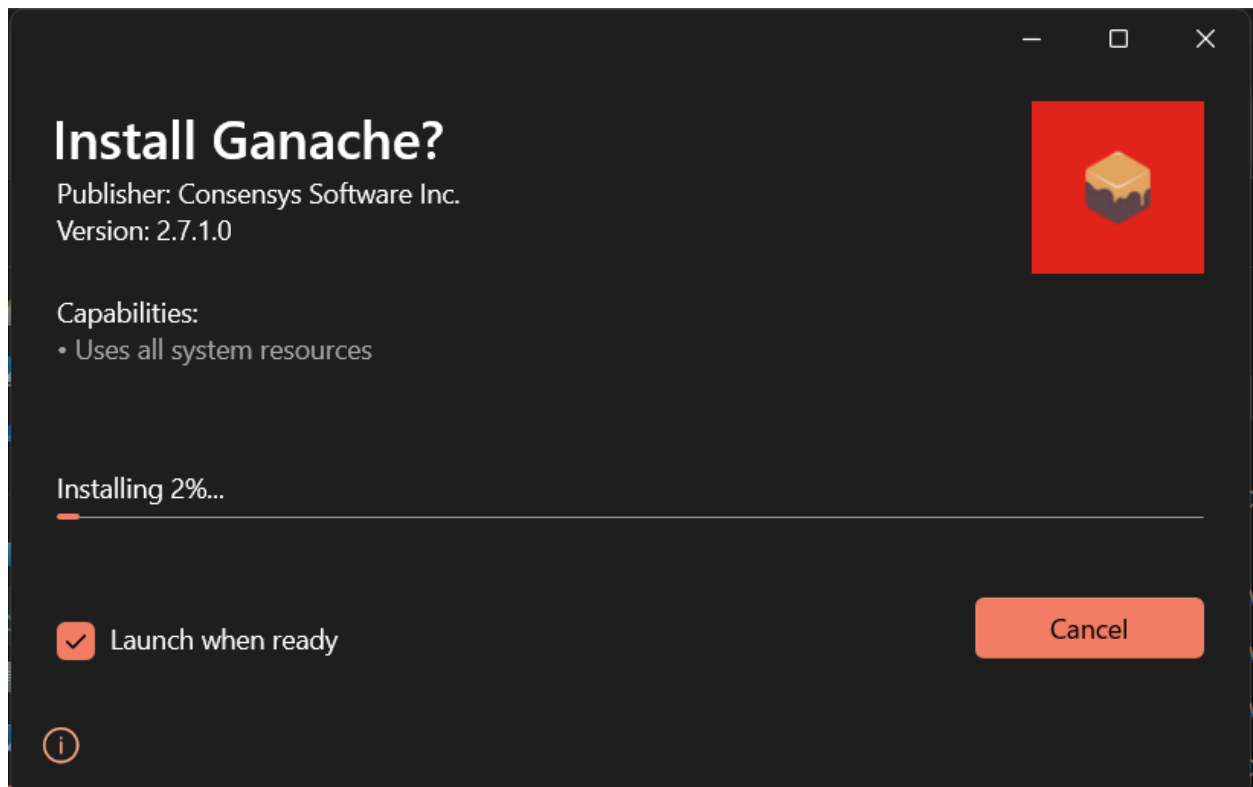 Install Ganache?
Publisher: Consensys Software Inc.
Version: 2.7.1.0
Capabilities:
• Uses all system resources
Installing 2%...
Launch when ready
Cancel